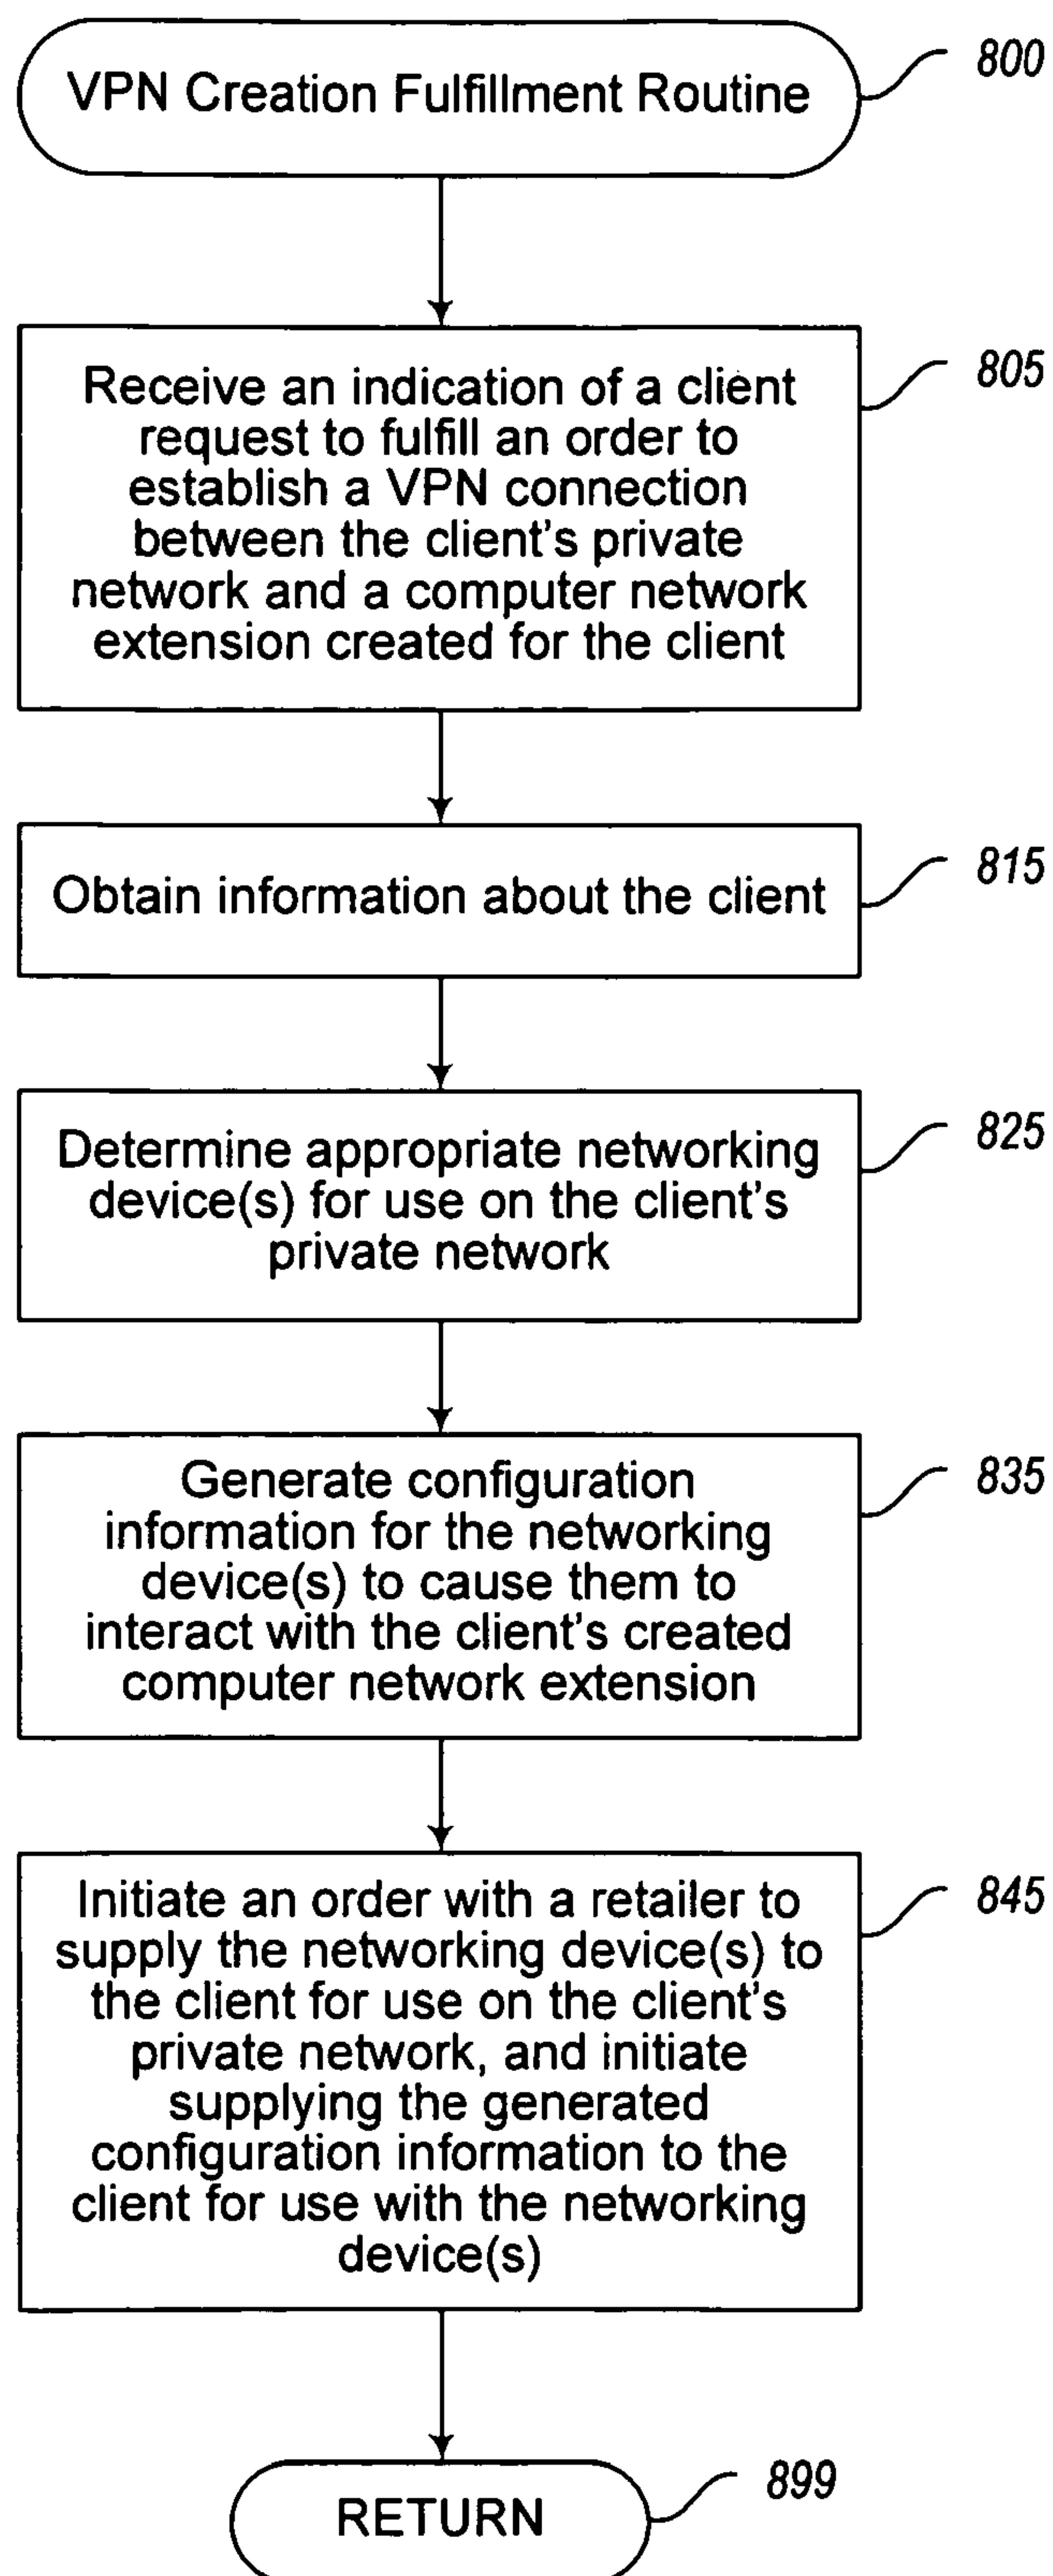 VPN Creation Fulfillment Routine
800
Receive an indication of a client
request to fulfill an order to
establish a VPN connection
between the client's private
network and a computer network
extension created for the client
805
Obtain information about the client
815
Determine appropriate networking
device(s) for use on the client's
private network
825
Generate configuration
information for the networking
device(s) to cause them to
interact with the client's created
computer network extension
835
Initiate an order with a retailer to
supply the networking device(s) to
the client for use on the client's
private network, and initiate
supplying the generated
configuration information to the
client for use with the networking
device(s)
845
RETURN
899